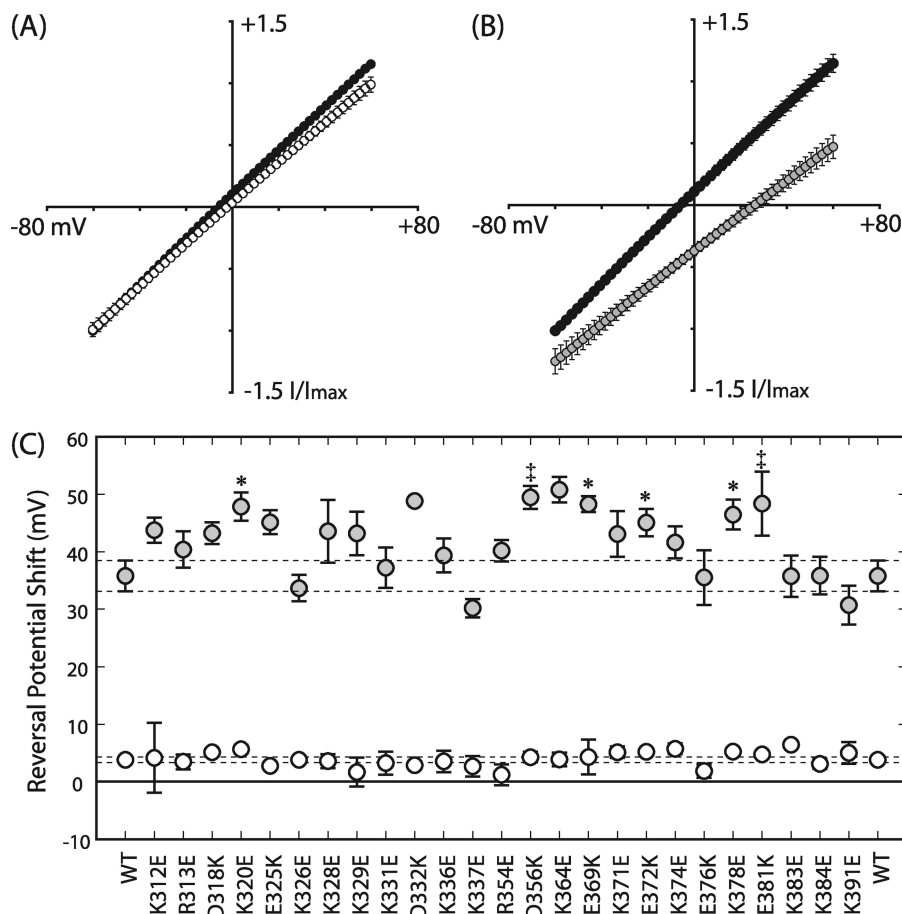 (A)
+1.5
-80 mV
+80
-1.5 I/Imax
(B)
+1.5
-80 mV
+80
-1.5 I/Imax
(C)
Reversal Potential Shift (mV)
60
50
40
30
20
10
0
-10
*
‡
*
*
*
‡
WT
K312E
R313E
D318K
K320E
E325K
K326E
K328E
K329E
K331E
D332K
K336E
K337E
R354E
D356K
K364E
E369K
K371E
E372K
K374E
E376K
K378E
E381K
K383E
K384E
K391E
WT